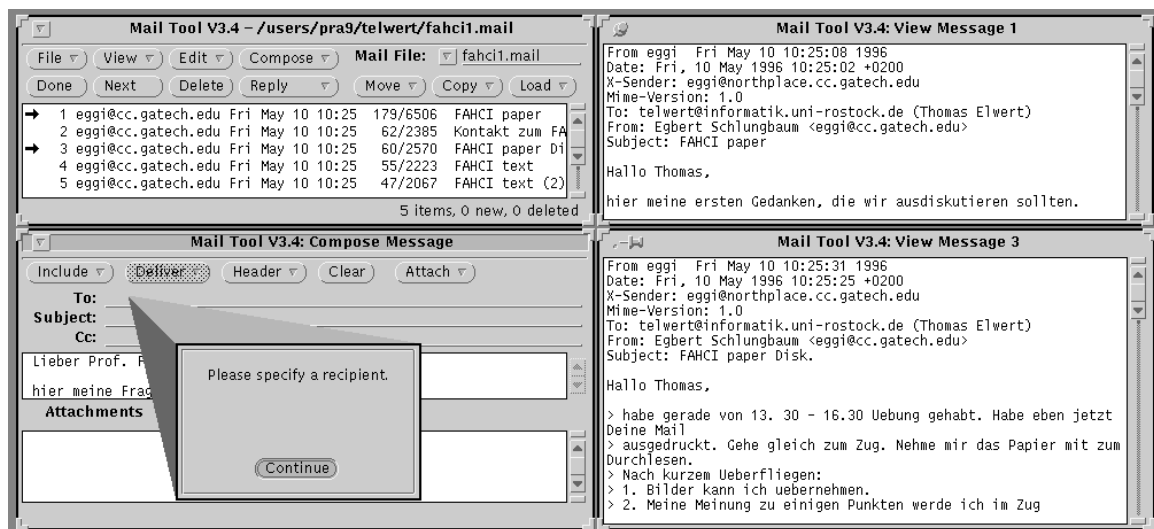 Mail Tool V3.4 – /users/pra9/telwert/fahci1.mail
File View Edit Compose Mail File: fahci1.mail
Done Next Delete Reply Move Copy Load
1 eggi@cc.gatech.edu Fri May 10 10:25 179/6506 FAHCI paper
2 eggi@cc.gatech.edu Fri May 10 10:25 62/2385 Kontakt zum FA
3 eggi@cc.gatech.edu Fri May 10 10:25 60/2570 FAHCI paper Di
4 eggi@cc.gatech.edu Fri May 10 10:25 55/2223 FAHCI text
5 eggi@cc.gatech.edu Fri May 10 10:25 47/2067 FAHCI text (2)
5 items, 0 new, 0 deleted
Mail Tool V3.4: View Message 1
From eggi Fri May 10 10:25:08 1996
Date: Fri, 10 May 1996 10:25:02 +0200
X-Sender: eggi@northplace.cc.gatech.edu
Mime-Version: 1.0
To: telwert@informatik.uni-rostock.de (Thomas Elwert)
From: Egbert Schlungbaum <eggi@cc.gatech.edu>
Subject: FAHCI paper
Hallo Thomas,
hier meine ersten Gedanken, die wir ausdiskutieren sollten.
Mail Tool V3.4: Compose Message
Include Deliver Header Clear Attach
To:
Subject:
Cc:
Lieber Prof.
hier meine
Attachments
Please specify a recipient.
Continue
Mail Tool V3.4: View Message 3
From eggi Fri May 10 10:25:31 1996
Date: Fri, 10 May 1996 10:25:25 +0200
X-Sender: eggi@northplace.cc.gatech.edu
Mime-Version: 1.0
To: telwert@informatik.uni-rostock.de (Thomas Elwert)
From: Egbert Schlungbaum <eggi@cc.gatech.edu>
Subject: FAHCI paper Disk.
Hallo Thomas,
> habe gerade von 13. 30 - 16.30 Uebung gehabt. Habe eben jetzt
Deine Mail
> ausgedruckt. Gehe gleich zum Zug. Nehme mir das Papier mit zum
Durchlesen.
> Nach kurzem Ueberfliegen:
> 1. Bilder kann ich uebernehmen.
> 2. Meine Meinung zu einigen Punkten werde ich im Zug